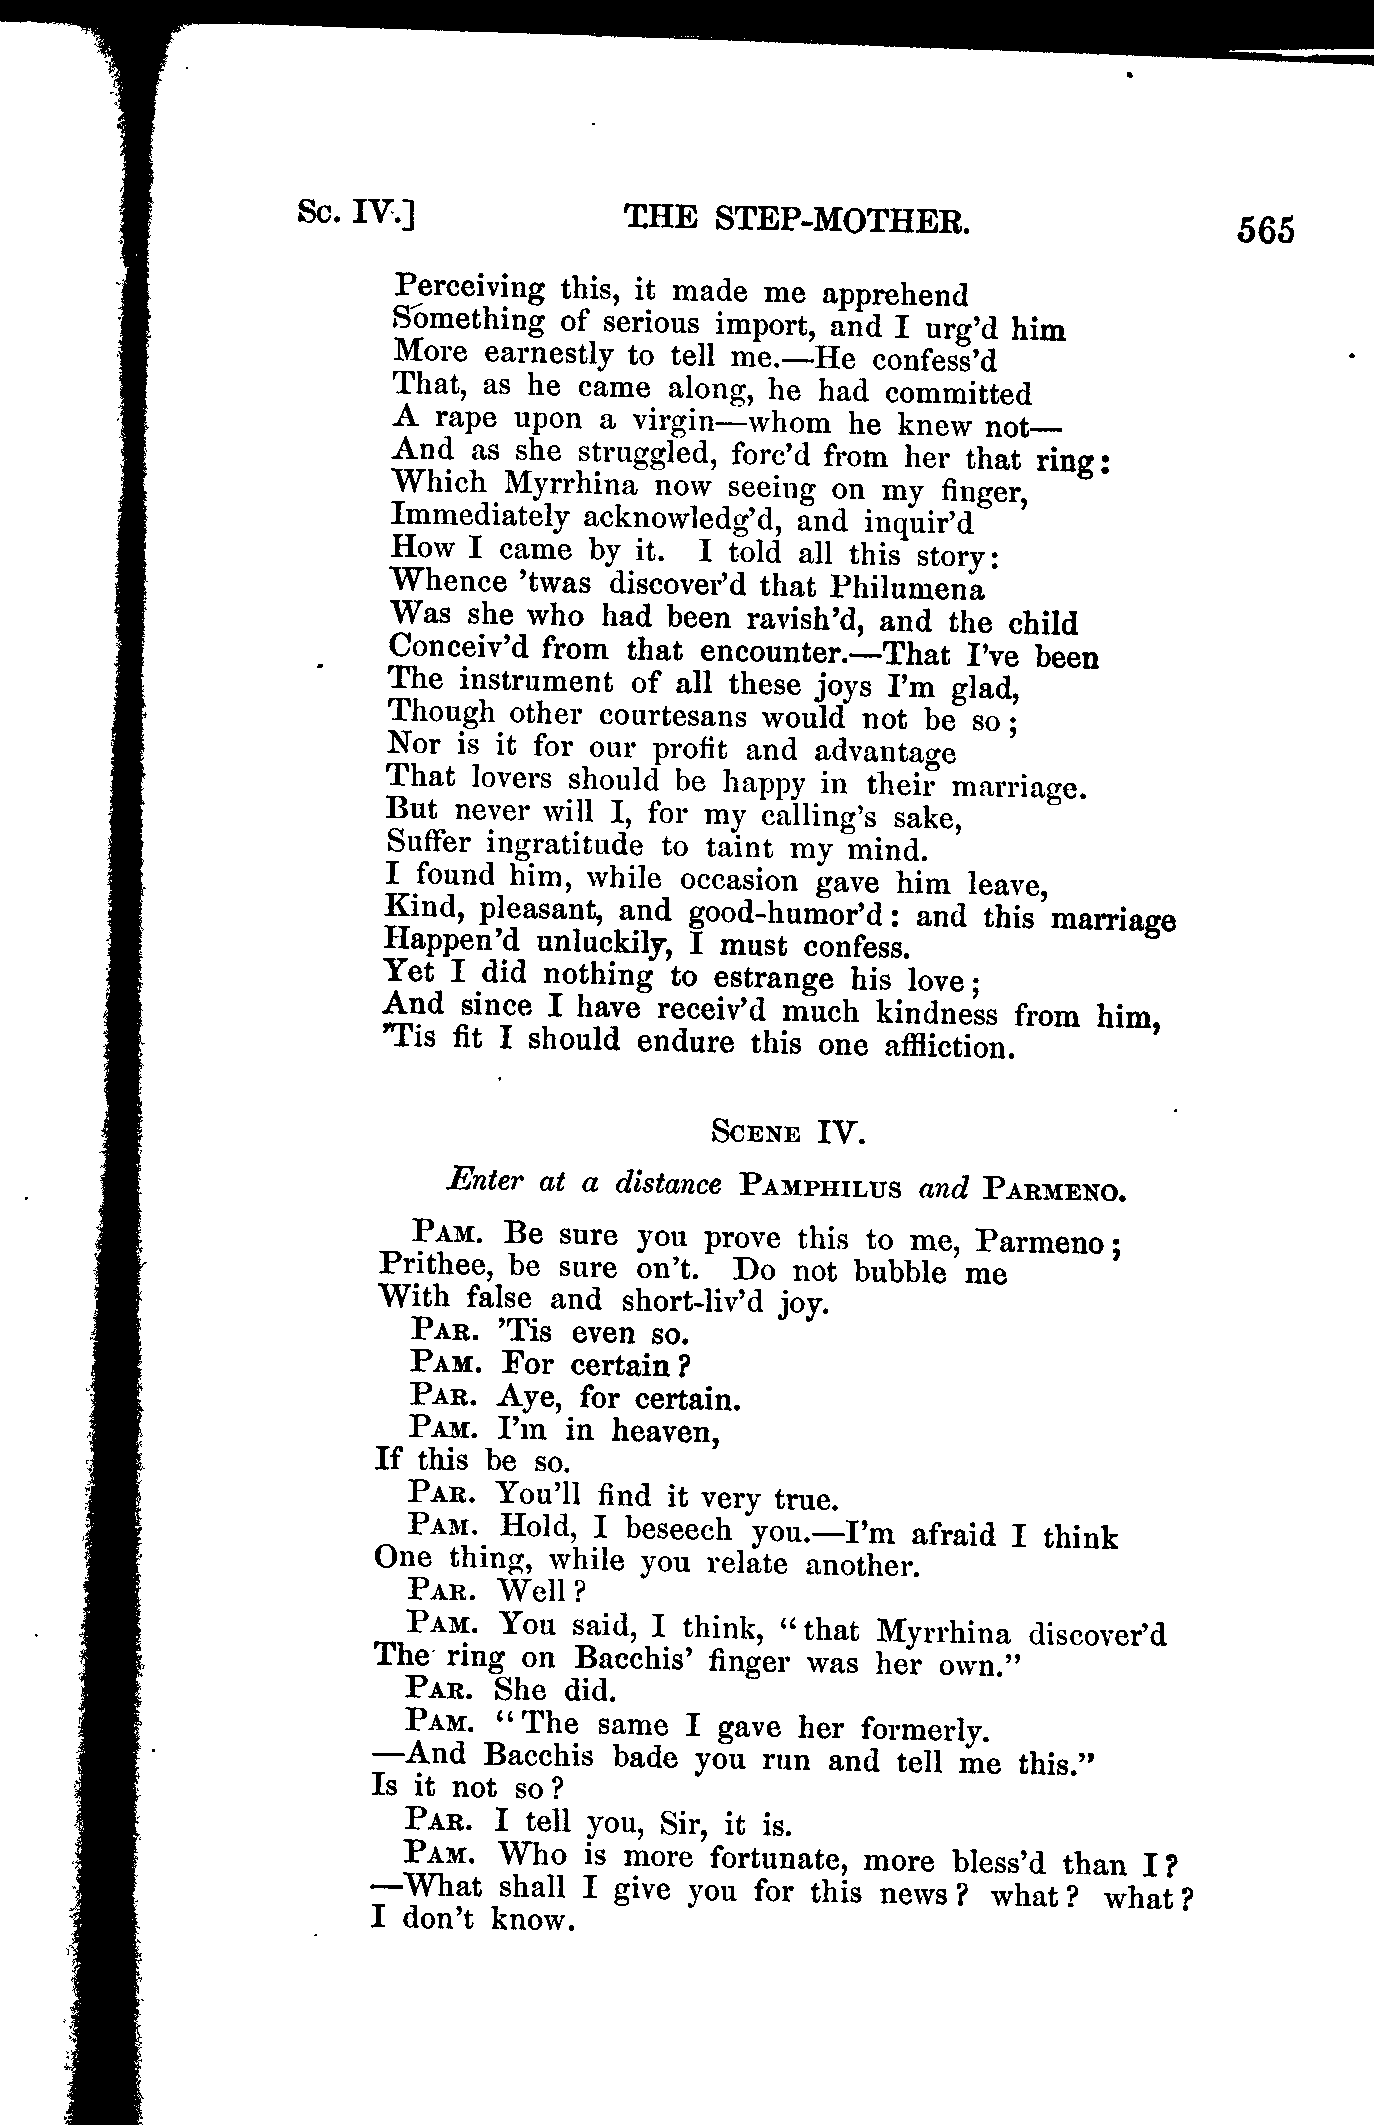 Sc. IV.] THE STEP-MOTHER. 565
Perceiving this, it made me apprehend
Something of serious import, and I urg'd him
More earnestly to tell me.—He confess'd
That, as he came along, he had committed
A rape upon a virgin—whom he knew not—
And as she struggled, forc'd from her that ring:
Which Myrrhina now seeing on my finger,
Immediately acknowledg'd, and inquir'd
How I came by it. I told all this story:
Whence 'twas discover'd that Philumena
Was she who had been ravish'd, and the child
Conceiv'd from that encounter.—That I've been
The instrument of all these joys I'm glad,
Though other courtesans would not be so;
Nor is it for our profit and advantage
That lovers should be happy in their marriage.
But never will I, for my calling's sake,
Suffer ingratitude to taint my mind.
I found him, while occasion gave him leave,
Kind, pleasant, and good-humor'd: and this marriage
Happen'd unluckily, I must confess.
Yet I did nothing to estrange his love;
And since I have receiv'd much kindness from him,
'Tis fit I should endure this one affliction.
Scene IV.
Enter at a distance Pamphilus and Parmeno.
Pam. Be sure you prove this to me, Parmeno;
Prithee, be sure on't. Do not bubble me
With false and short-liv'd joy.
Par. 'Tis even so.
Pam. For certain?
Par. Aye, for certain.
Pam. I'm in heaven,
If this be so.
Par. You'll find it very true.
Pam. Hold, I beseech you.—I'm afraid I think
One thing, while you relate another.
Par. Well?
Pam. You said, I think, "that Myrrhina discover'd
The ring on Bacchis' finger was her own."
Par. She did.
Pam. "The same I gave her formerly.
—And Bacchis bade you run and tell me this."
Is it not so?
Par. I tell you, Sir, it is.
Pam. Who is more fortunate, more bless'd than I?
—What shall I give you for this news? what? what?
I don't know.